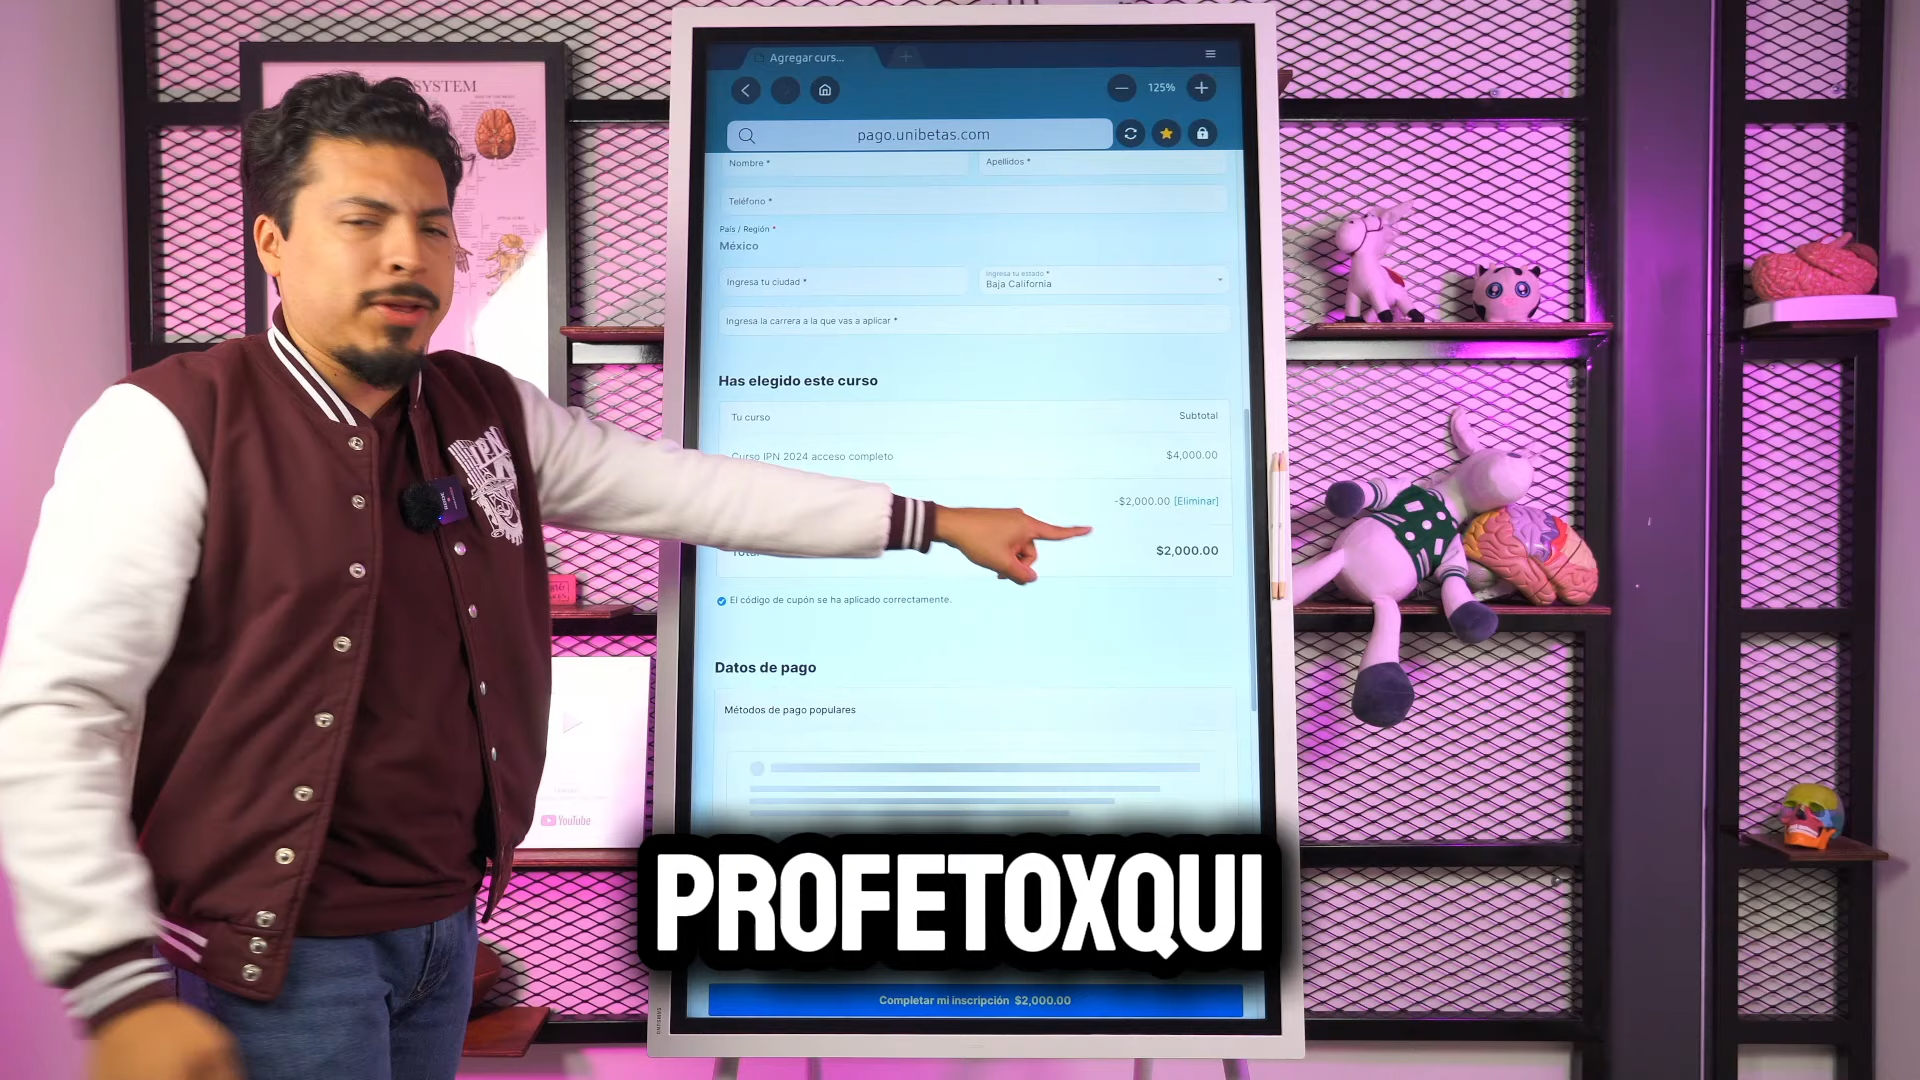 SYSTEM
Agregar curs...
125%
pago.unibetas.com
Nombre *
Apellidos *
Teléfono *
País / Región *
México
Ingresa tu ciudad *
Ingresa tu estado *
Baja California
Ingresa la carrera a la que vas a aplicar *
Has elegido este curso
Tu curso
Subtotal
Curso IPN 2024 acceso completo
$4,000.00
-$2,000.00 [Eliminar]
Total
$2,000.00
El código de cupón se ha aplicado correctamente.
Datos de pago
Métodos de pago populares
PROFETOXQUI
Completar mi inscripción $2,000.00
IPN
YouTube
SAMSUNG